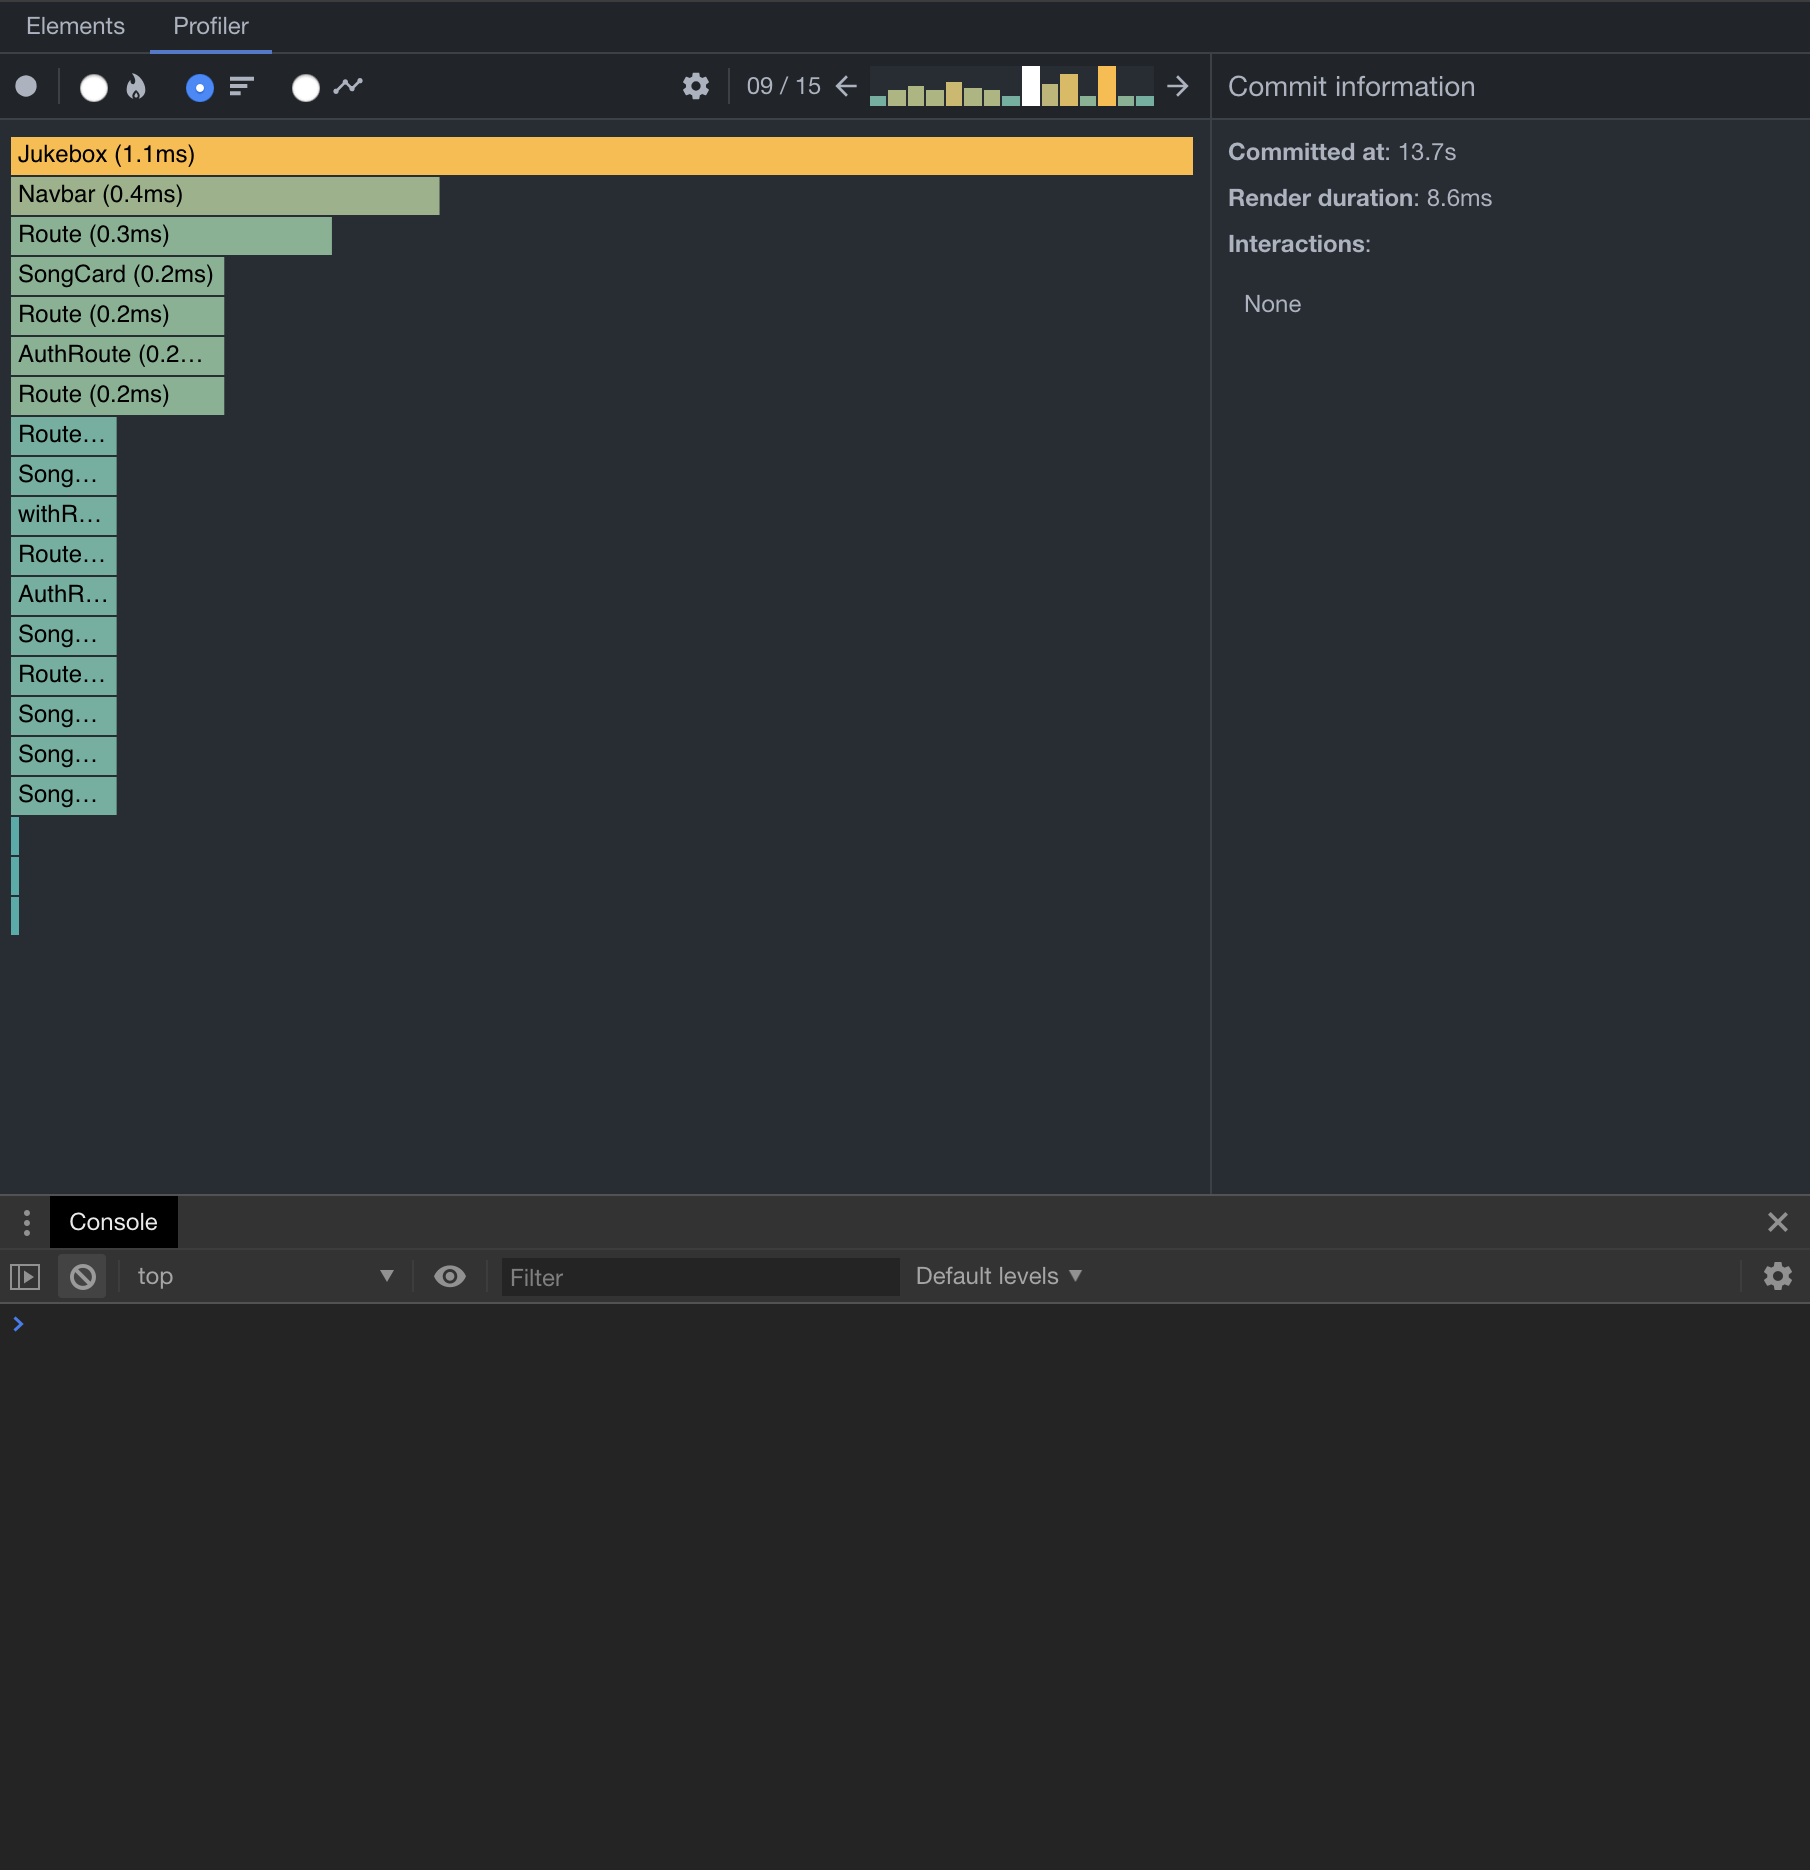 Elements Profiler
09 / 15
Commit information
Jukebox (1.1ms)
Navbar (0.4ms)
Route (0.3ms)
SongCard (0.2ms)
Route (0.2ms)
AuthRoute (0.2…
Route (0.2ms)
Route…
Song…
withR…
Route…
AuthR…
Song…
Route…
Song…
Song…
Song…
Committed at: 13.7s
Render duration: 8.6ms
Interactions:
None
Console
top
Filter
Default levels